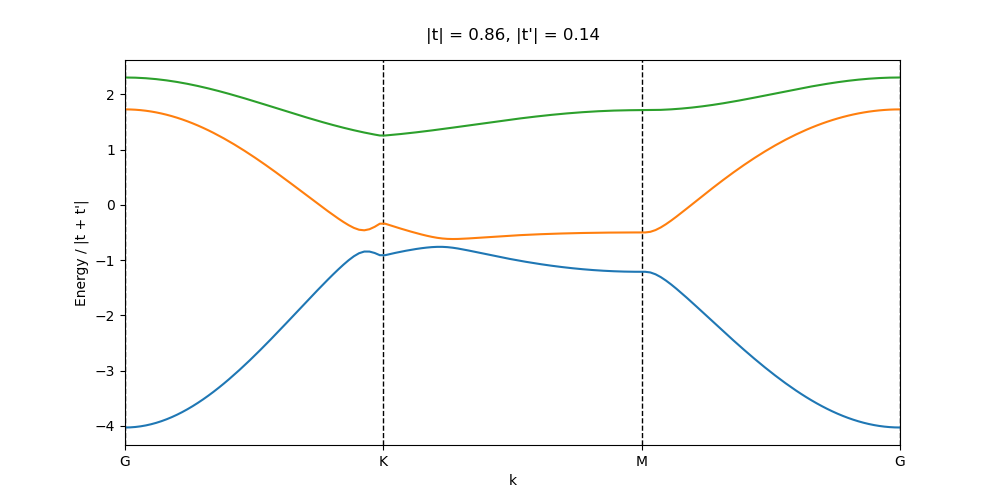 |t| = 0.86, |t'| = 0.14
Energy / |t + t'|
2
1
0
−1
−2
−3
−4
G
K
M
G
k